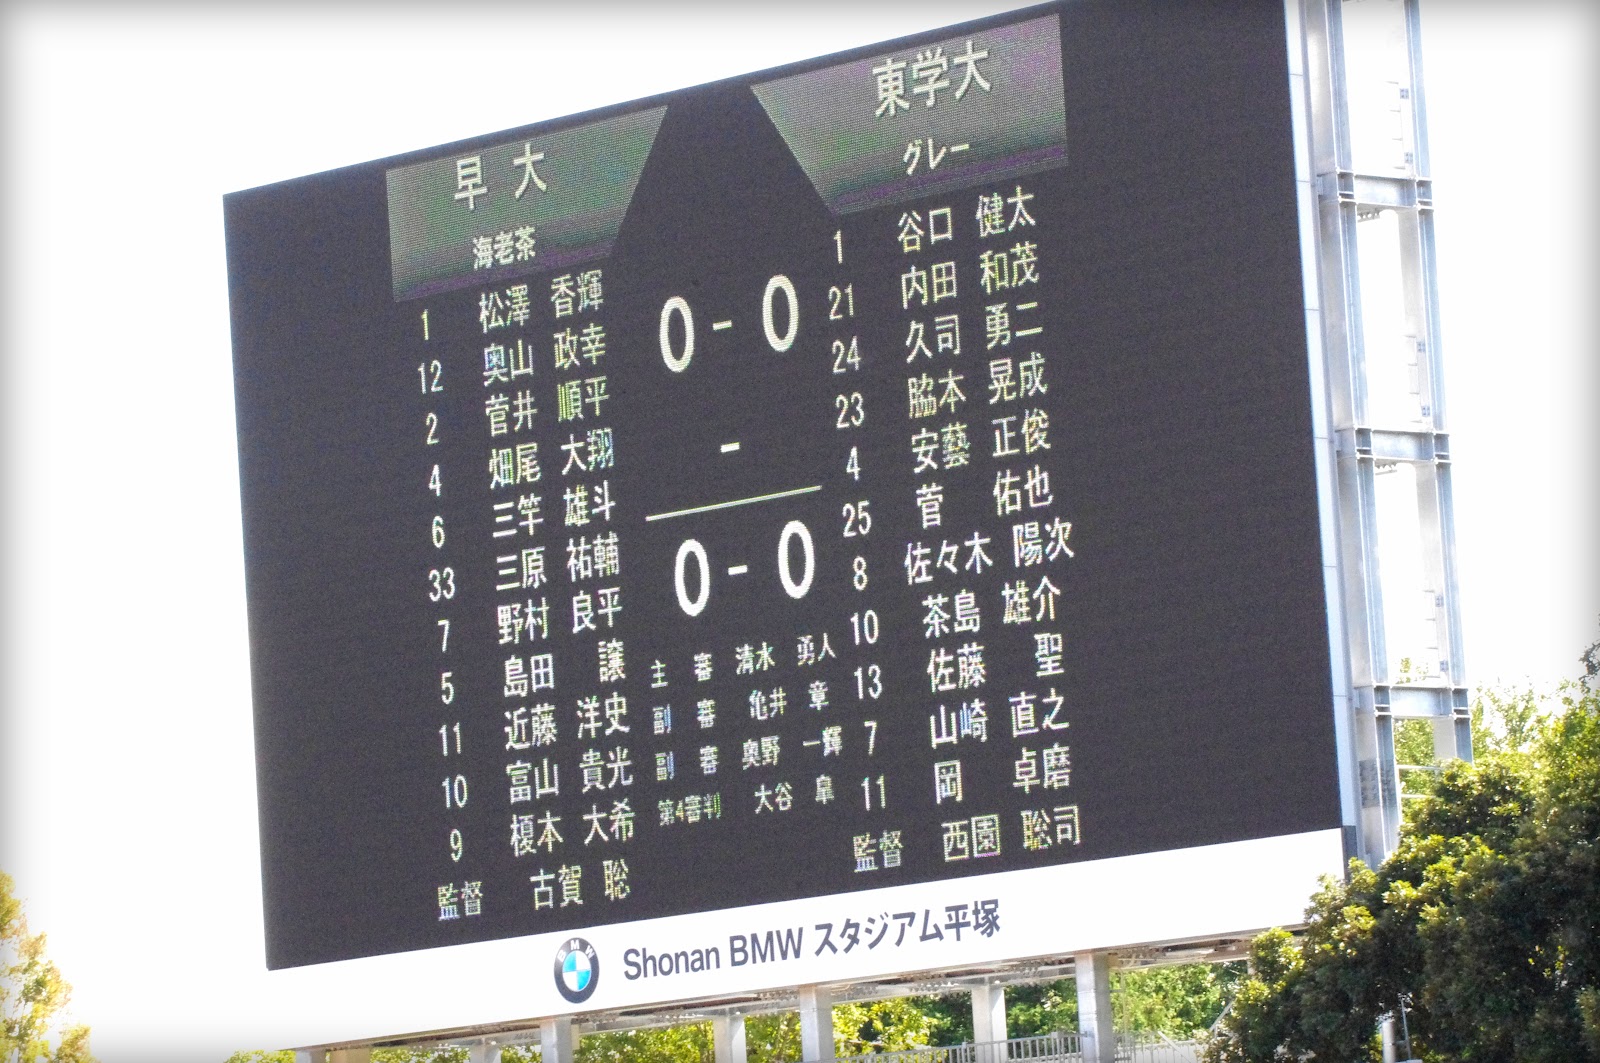 早大
海老茶
1 松澤 香輝
12 奥山 政幸
2 菅井 順平
4 畑尾 大翔
6 三竿 雄斗
33 三原 祐輔
7 野村 良平
5 島田 譲
11 近藤 洋史
10 富山 貴光
9 榎本 大希
監督 古賀 聡
0 - 0
-
0 - 0
主審 清水 勇人
副審 亀井 章
副審 奥野 一輝
第4審判 大谷 阜
東学大
グレー
1 谷口 健太
21 内田 和茂
24 久司 勇二
23 脇本 晃成
4 安藝 正俊
25 菅 佑也
8 佐々木 陽次
10 茶島 雄介
13 佐藤 聖
7 山崎 直之
11 岡 卓磨
監督 西園 聡司
BMW
Shonan BMW スタジアム平塚